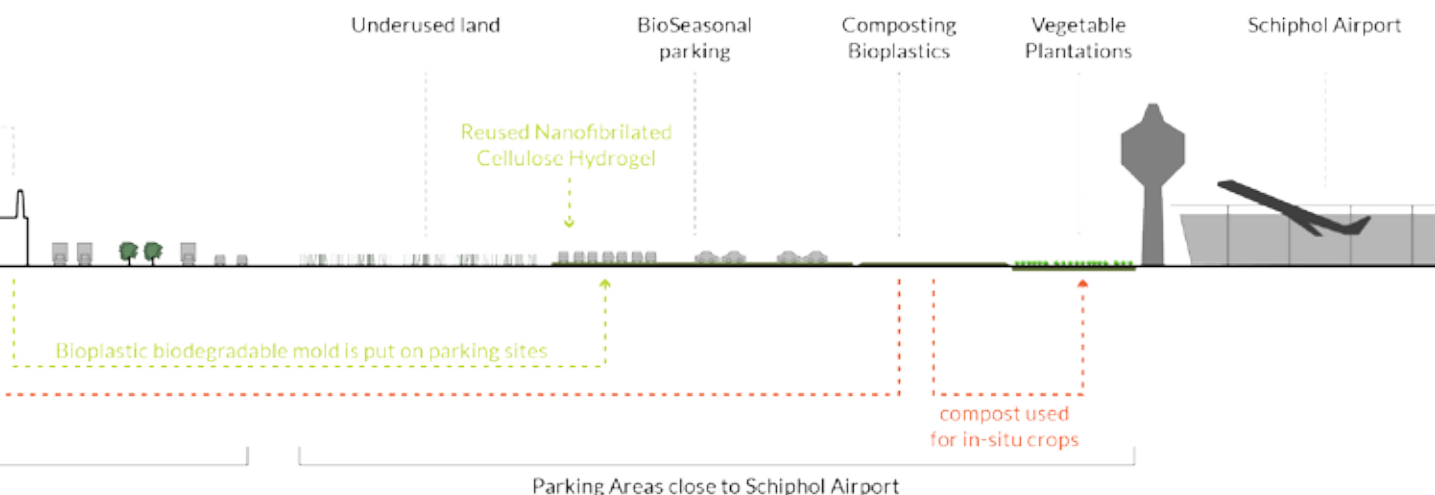 Underused land
BioSeasonal
parking
Composting
Bioplastics
Vegetable
Plantations
Schiphol Airport
Reused Nanofibrilated
Cellulose Hydrogel
Bioplastic biodegradable mold is put on parking sites
compost used
for in-situ crops
Parking Areas close to Schiphol Airport